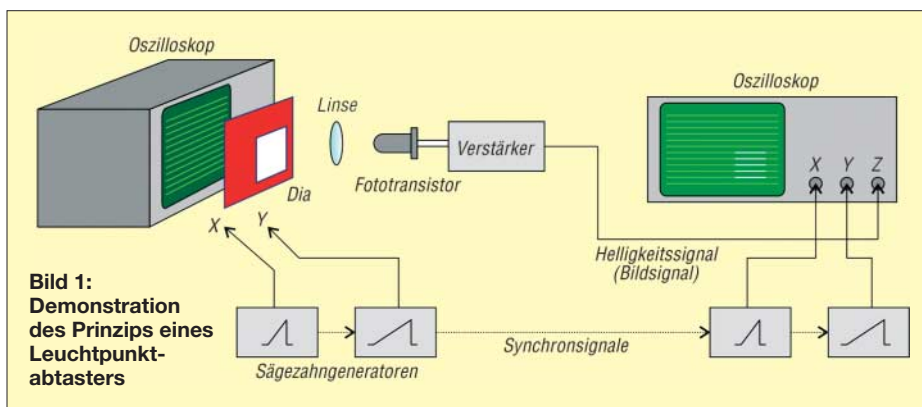 Oszilloskop
Linse
Dia
Fototransistor
Verstärker
Oszilloskop
X Y Z
X Y
Helligkeitssignal
(Bildsignal)
Synchronsignale
Sägezahngeneratoren
Bild 1:
Demonstration
des Prinzips eines
Leuchtpunkt-
abtasters